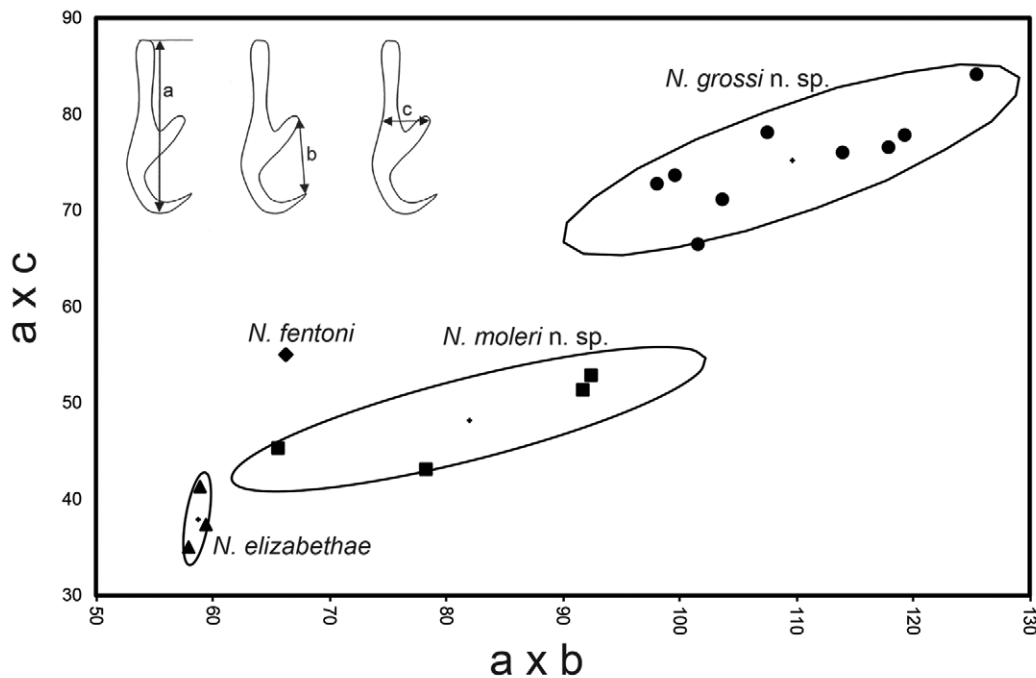 90
80
70
60
50
40
30
a x c
a
b
c
N. grossi n. sp.
N. fentoni
N. moleri n. sp.
N. elizabethae
50
60
70
80
90
100
110
120
130
a x b